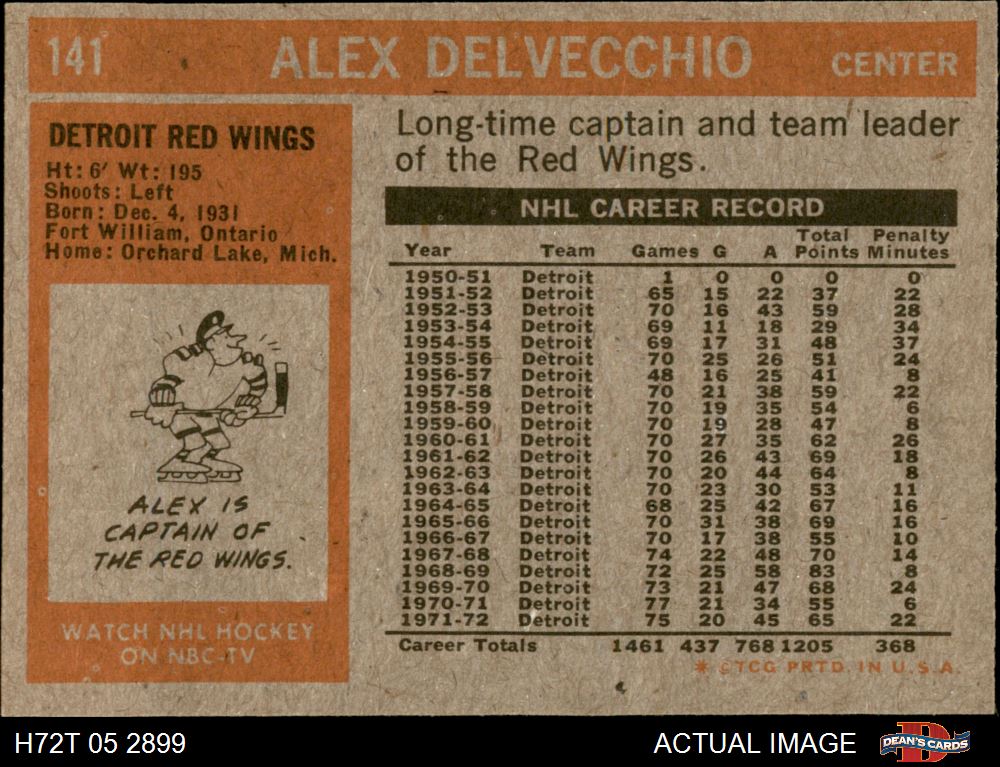 141 ALEX DELVECCHIO CENTER
DETROIT RED WINGS
Ht: 6' Wt: 195
Shoots: Left
Born: Dec. 4, 1931
Fort William, Ontario
Home: Orchard Lake, Mich.
ALEX IS
CAPTAIN OF
THE RED WINGS.
WATCH NHL HOCKEY
ON NBC-TV
Long-time captain and team leader
of the Red Wings.
NHL CAREER RECORD
Year Team Games G A Total Points Penalty Minutes
1950-51 Detroit 1 0 0 0 0
1951-52 Detroit 65 15 22 37 22
1952-53 Detroit 70 16 43 59 28
1953-54 Detroit 69 11 18 29 34
1954-55 Detroit 69 17 31 48 37
1955-56 Detroit 70 25 26 51 24
1956-57 Detroit 48 16 25 41 8
1957-58 Detroit 70 21 38 59 22
1958-59 Detroit 70 19 35 54 6
1959-60 Detroit 70 19 28 47 8
1960-61 Detroit 70 27 35 62 26
1961-62 Detroit 70 26 43 69 18
1962-63 Detroit 70 20 44 64 8
1963-64 Detroit 70 23 30 53 11
1964-65 Detroit 68 25 42 67 16
1965-66 Detroit 70 31 38 69 16
1966-67 Detroit 70 17 38 55 10
1967-68 Detroit 74 22 48 70 14
1968-69 Detroit 72 25 58 83 8
1969-70 Detroit 73 21 47 68 24
1970-71 Detroit 77 21 34 55 6
1971-72 Detroit 75 20 45 65 22
Career Totals 1461 437 768 1205 368
* ©TCG PRTD. IN U.S.A.
H72T 05 2899 ACTUAL IMAGE DEAN'S CARDS